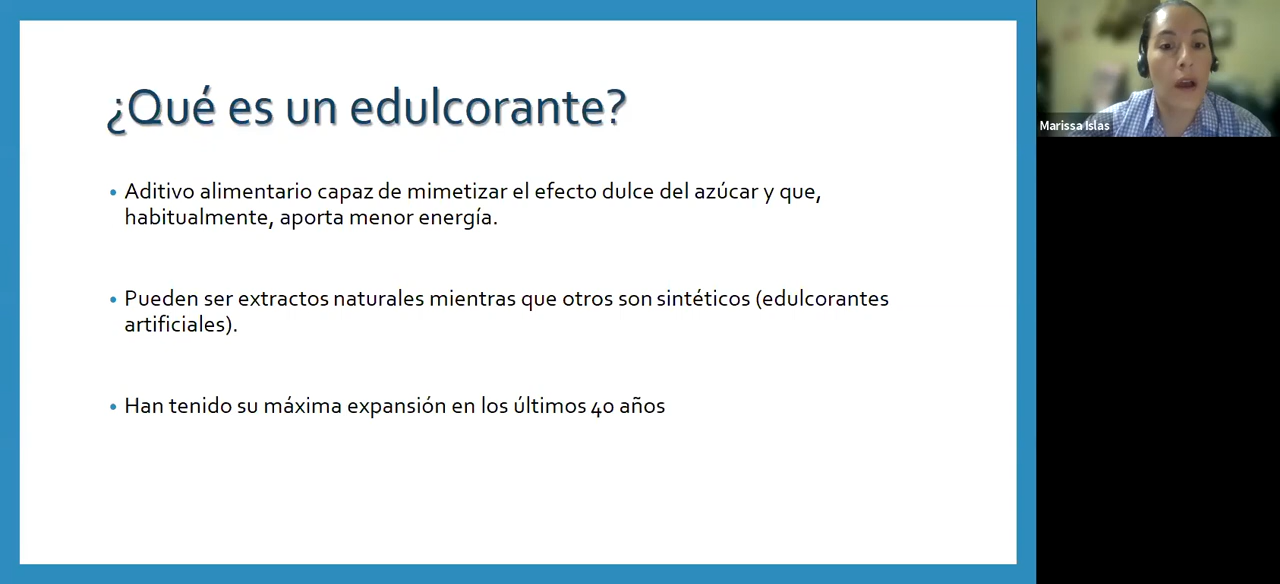 ¿Qué es un edulcorante?
• Aditivo alimentario capaz de mimetizar el efecto dulce del azúcar y que,
habitualmente, aporta menor energía.
• Pueden ser extractos naturales mientras que otros son sintéticos (edulcorantes
artificiales).
• Han tenido su máxima expansión en los últimos 40 años
Marissa Islas